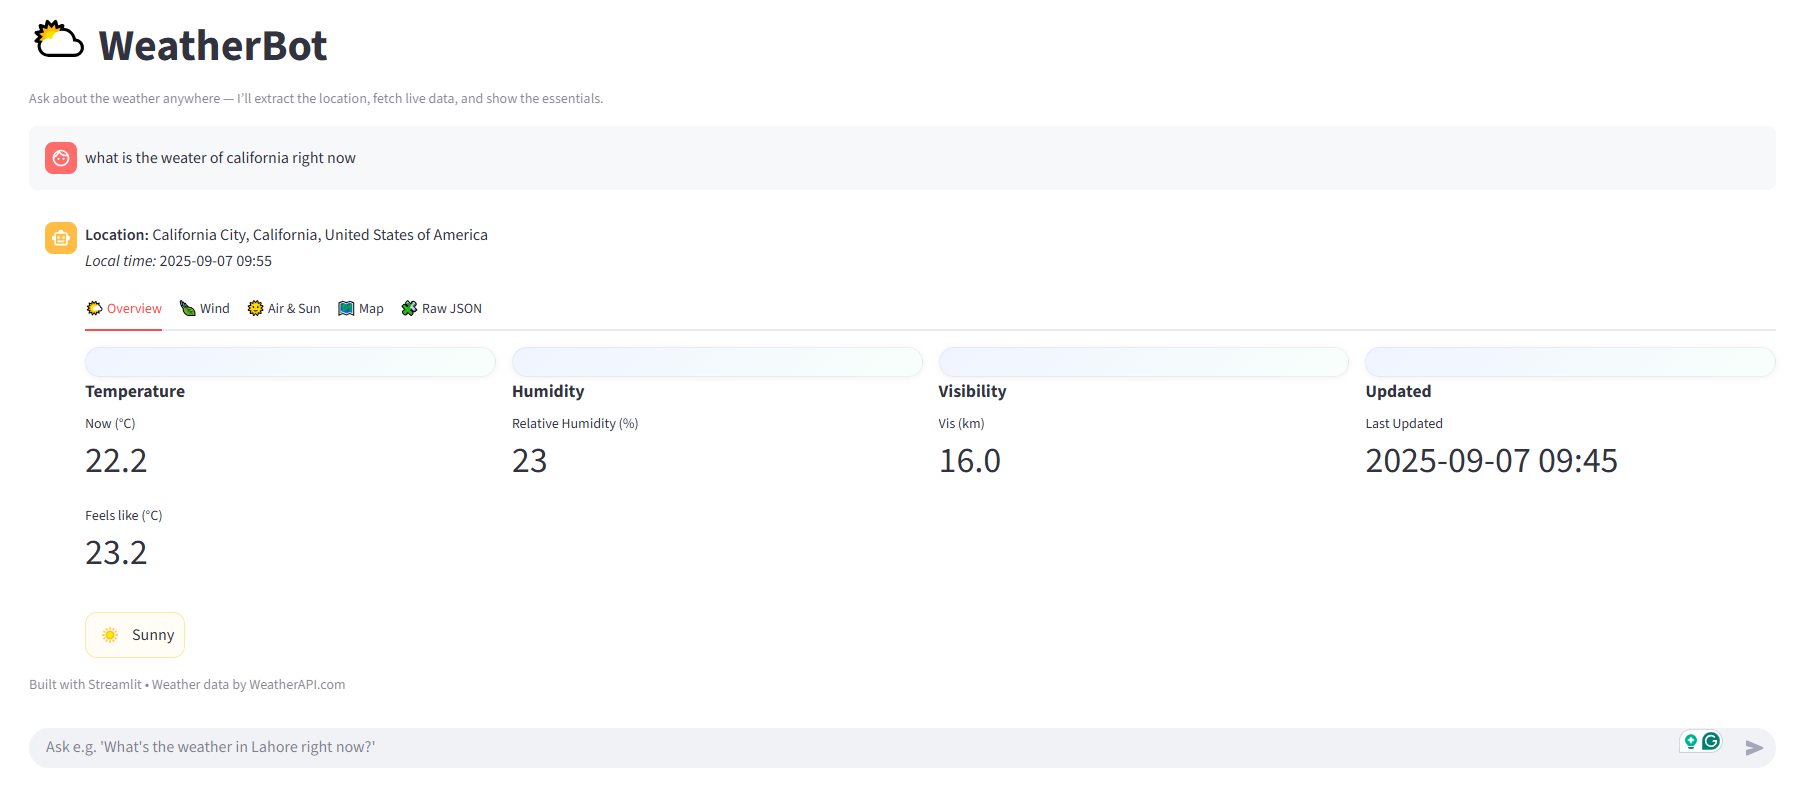 WeatherBot
Ask about the weather anywhere — I'll extract the location, fetch live data, and show the essentials.
what is the weater of california right now
Location: California City, California, United States of America
Local time: 2025-09-07 09:55
Overview Wind Air & Sun Map Raw JSON
Temperature Humidity Visibility Updated
Now (°C) Relative Humidity (%) Vis (km) Last Updated
22.2 23 16.0 2025-09-07 09:45
Feels like (°C)
23.2
Sunny
Built with Streamlit • Weather data by WeatherAPI.com
Ask e.g. 'What's the weather in Lahore right now?'